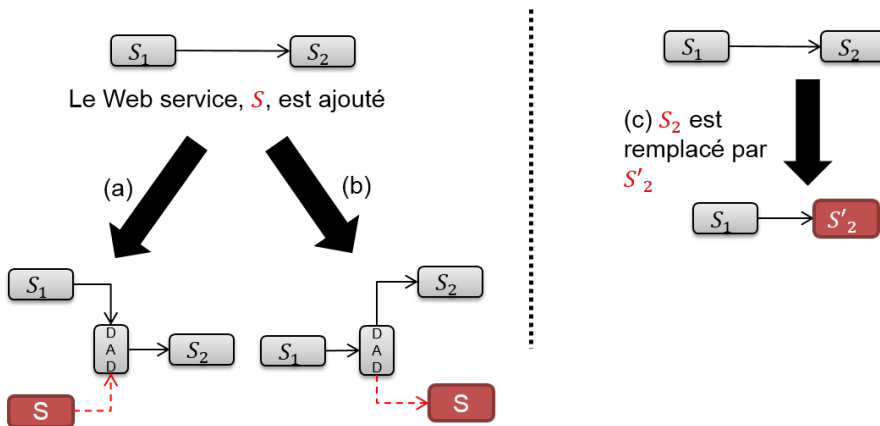 S₁ S₂
Le Web service, S, est ajouté
(a)
(b)
S₁
D
A
D
S₂
S
S₂
S₁
D
A
D
S
S₁ S₂
(c) S₂ est
remplacé par
S'₂
S₁ S'₂